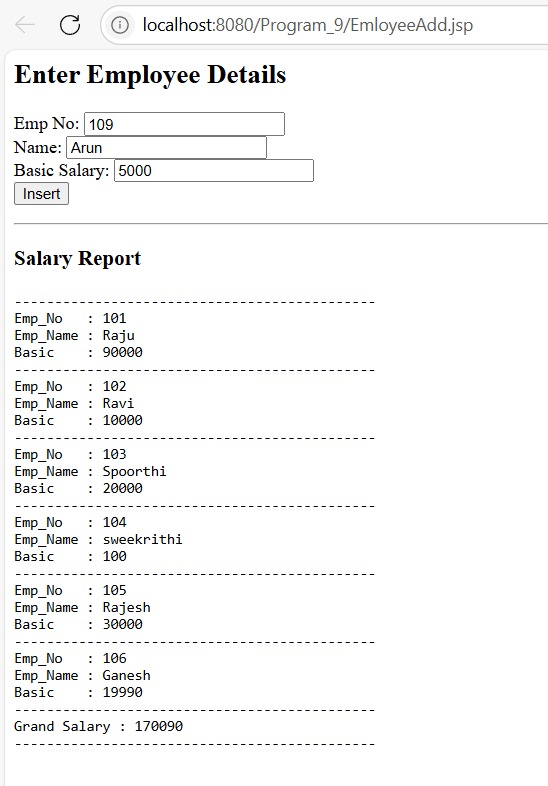 localhost:8080/Program_9/EmloyeeAdd.jsp
Enter Employee Details
Emp No: 109
Name: Arun
Basic Salary: 5000
Insert
Salary Report
---------------------------------------------
Emp_No   : 101
Emp_Name : Raju
Basic    : 90000
---------------------------------------------
Emp_No   : 102
Emp_Name : Ravi
Basic    : 10000
---------------------------------------------
Emp_No   : 103
Emp_Name : Spoorthi
Basic    : 20000
---------------------------------------------
Emp_No   : 104
Emp_Name : sweekrithi
Basic    : 100
---------------------------------------------
Emp_No   : 105
Emp_Name : Rajesh
Basic    : 30000
---------------------------------------------
Emp_No   : 106
Emp_Name : Ganesh
Basic    : 19990
---------------------------------------------
Grand Salary : 170090
---------------------------------------------